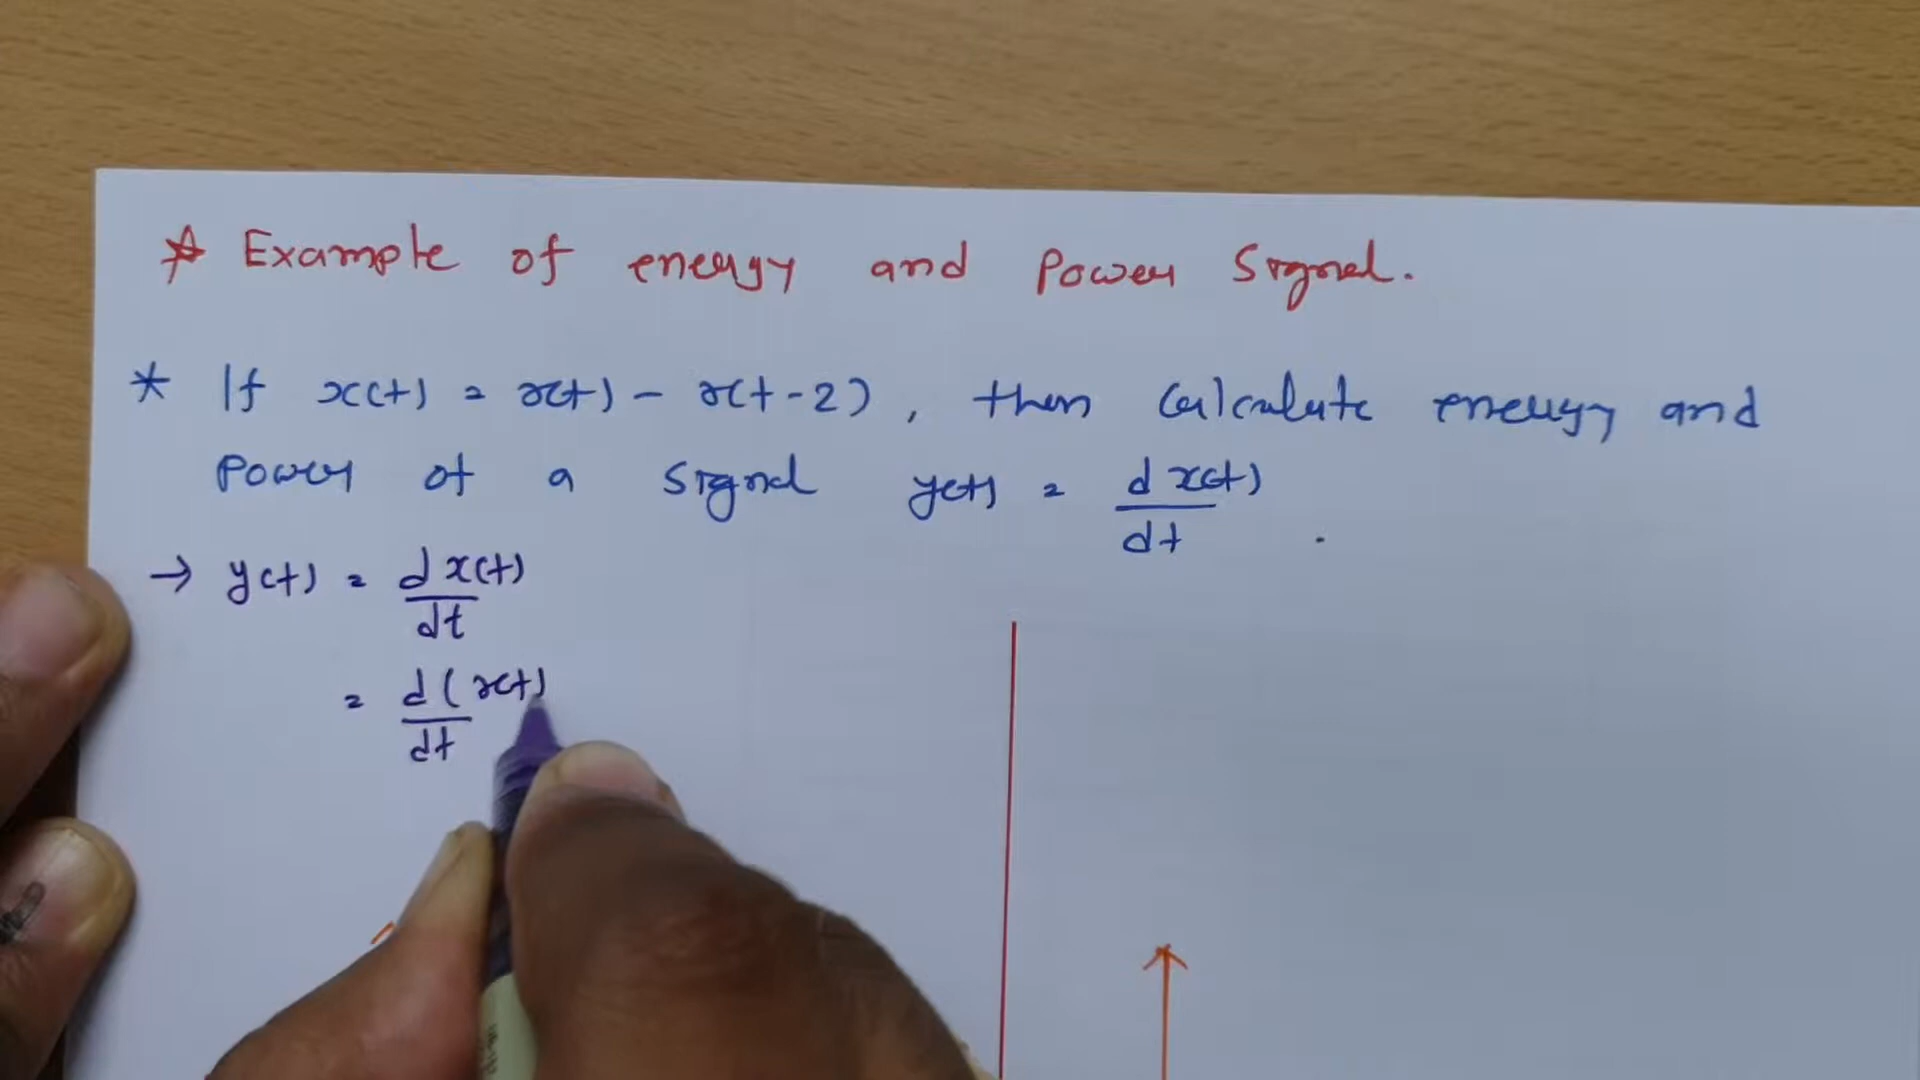 * Example of energy and Power Signal.
* If x(t) = r(t) - r(t-2), then Calculate energy and
Power of a Signal y(t) = d x(t)
dt .
→ y(t) = d x(t)
dt
= d ( r(t)
dt